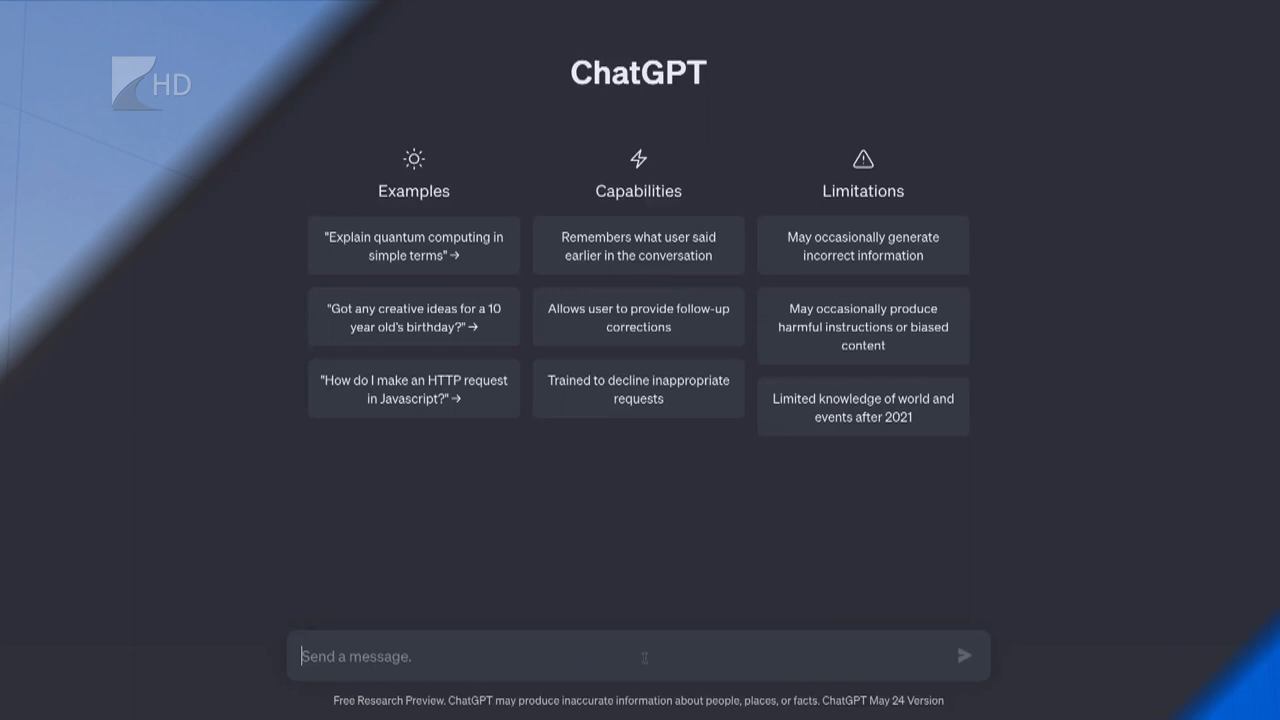 HD
ChatGPT
Examples
Capabilities
Limitations
"Explain quantum computing in
simple terms" →
"Got any creative ideas for a 10
year old's birthday?" →
"How do I make an HTTP request
in Javascript?" →
Remembers what user said
earlier in the conversation
Allows user to provide follow-up
corrections
Trained to decline inappropriate
requests
May occasionally generate
incorrect information
May occasionally produce
harmful instructions or biased
content
Limited knowledge of world and
events after 2021
Send a message.
Free Research Preview. ChatGPT may produce inaccurate information about people, places, or facts. ChatGPT May 24 Version